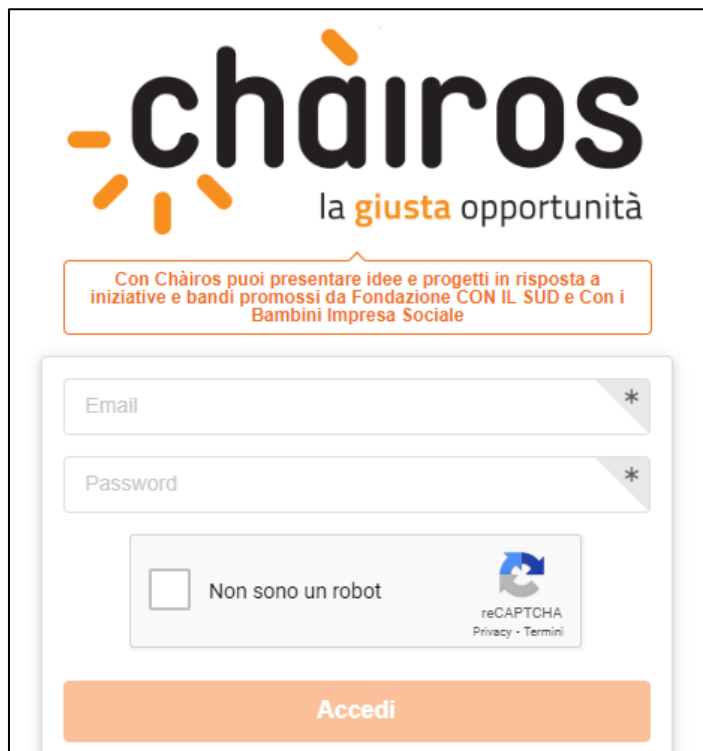 chàiros
la giusta opportunità
Con Chàiros puoi presentare idee e progetti in risposta a
iniziative e bandi promossi da Fondazione CON IL SUD e Con i
Bambini Impresa Sociale
Email *
Password *
Non sono un robot
reCAPTCHA
Privacy - Termini
Accedi